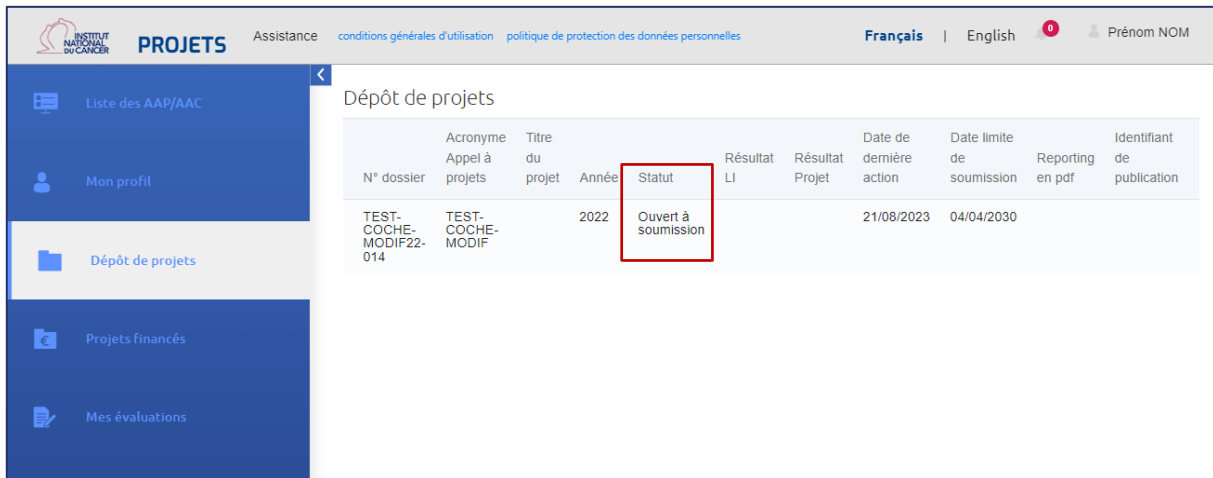 INSTITUT
NATIONAL
DU CANCER
PROJETS
Assistance
conditions générales d'utilisation
politique de protection des données personnelles
Français | English
0
Prénom NOM
Liste des AAP/AAC
Mon profil
Dépôt de projets
Projets financés
Mes évaluations
Dépôt de projets
N° dossier
Acronyme
Appel à
projets
Titre
du
projet
Année
Statut
Résultat
LI
Résultat
Projet
Date de
dernière
action
Date limite
de
soumission
Reporting
en pdf
Identifiant
de
publication
TEST-
COCHE-
MODIF22-
014
TEST-
COCHE-
MODIF
2022
Ouvert à
soumission
21/08/2023
04/04/2030